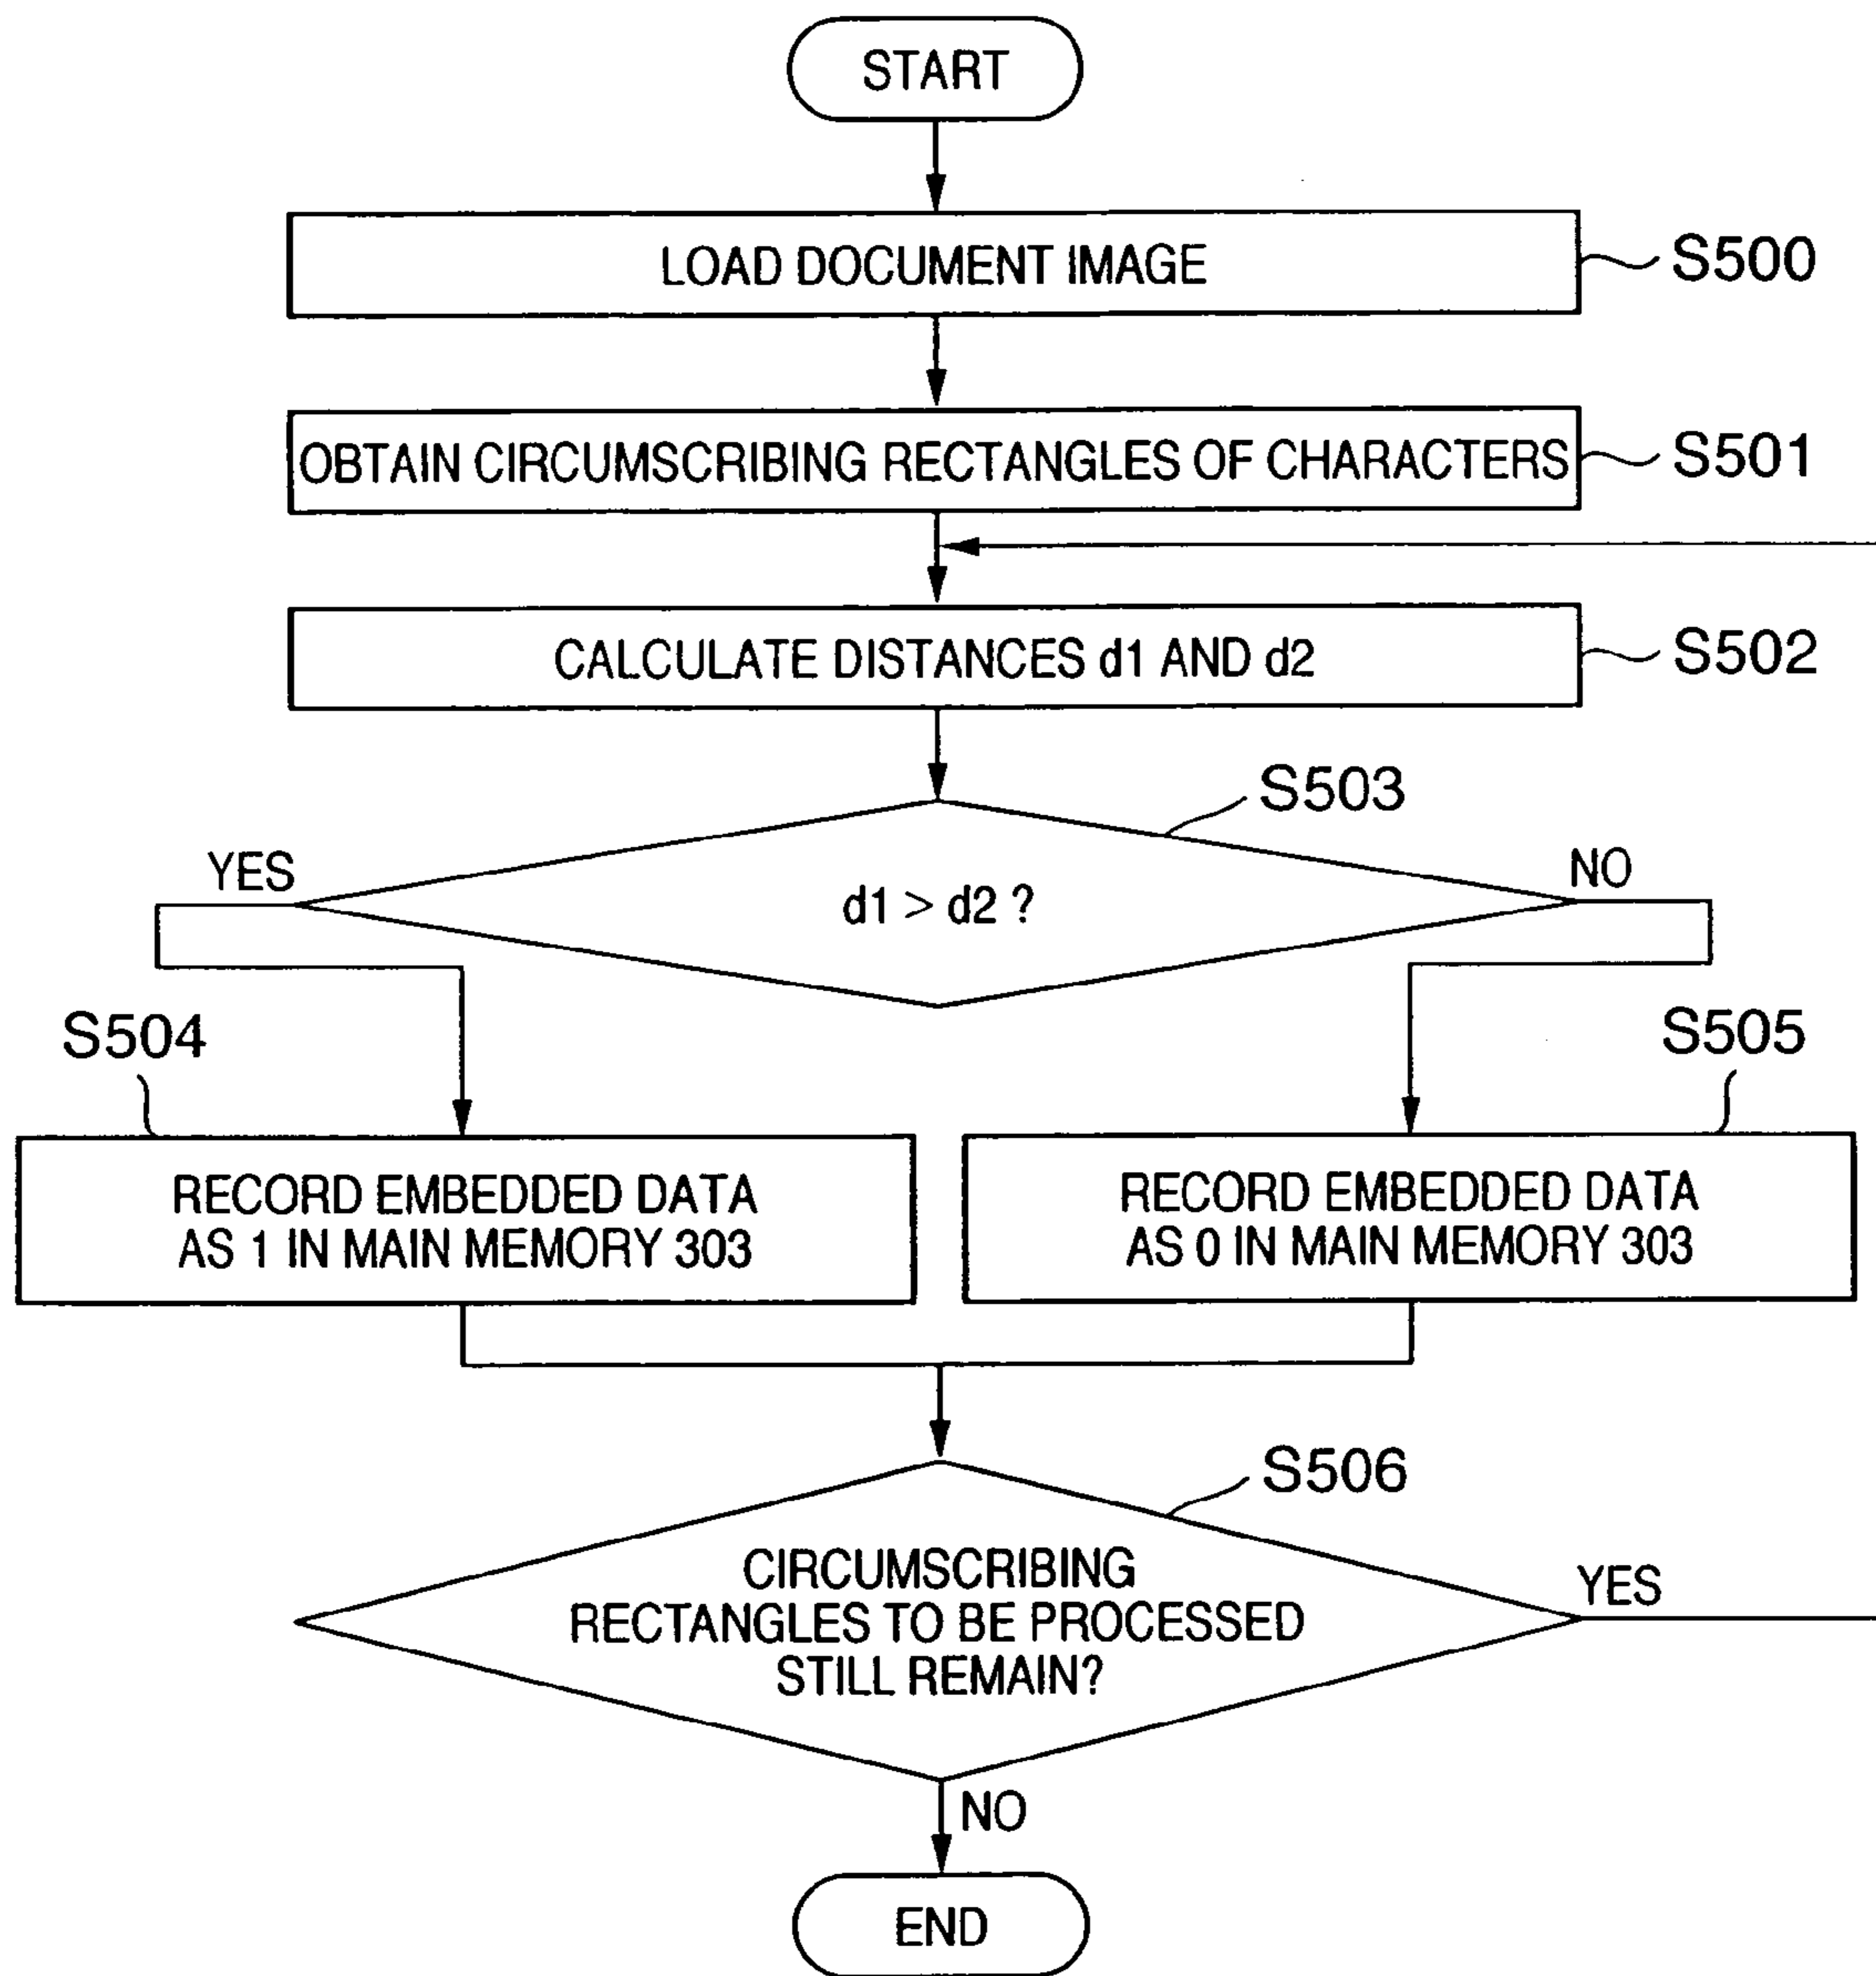 START
LOAD DOCUMENT IMAGE
S500
OBTAIN CIRCUMSCRIBING RECTANGLES OF CHARACTERS
S501
CALCULATE DISTANCES d1 AND d2
S502
S503
YES
NO
d1 > d2 ?
S504
S505
RECORD EMBEDDED DATA
AS 1 IN MAIN MEMORY 303
RECORD EMBEDDED DATA
AS 0 IN MAIN MEMORY 303
S506
CIRCUMSCRIBING
RECTANGLES TO BE PROCESSED
STILL REMAIN?
YES
NO
END